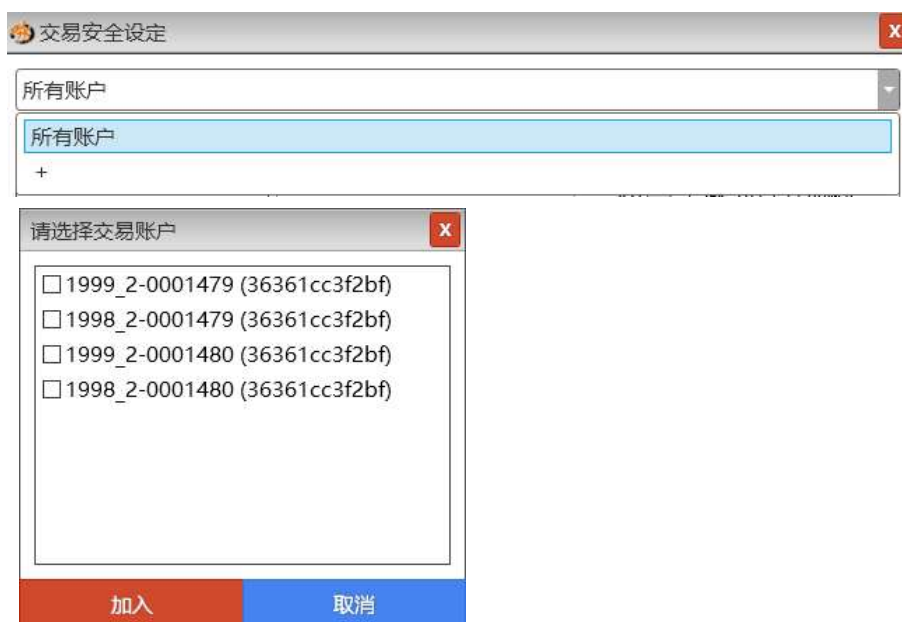 交易安全设定
x
所有账户
所有账户
+
请选择交易账户
x
1999_2-0001479 (36361cc3f2bf)
1998_2-0001479 (36361cc3f2bf)
1999_2-0001480 (36361cc3f2bf)
1998_2-0001480 (36361cc3f2bf)
加入 取消